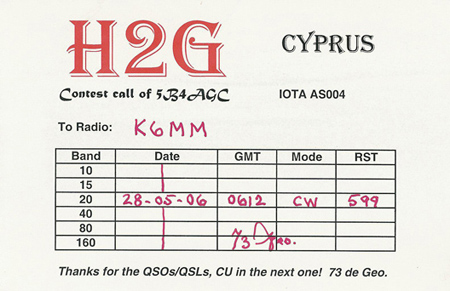 H2G CYPRUS
Contest call of 5B4AGC IOTA AS004
To Radio: K6MM
Band Date GMT Mode RST
10
15
20 28-05-06 0612 CW 599
40
80
160 73 Geo.
Thanks for the QSOs/QSLs, CU in the next one! 73 de Geo.